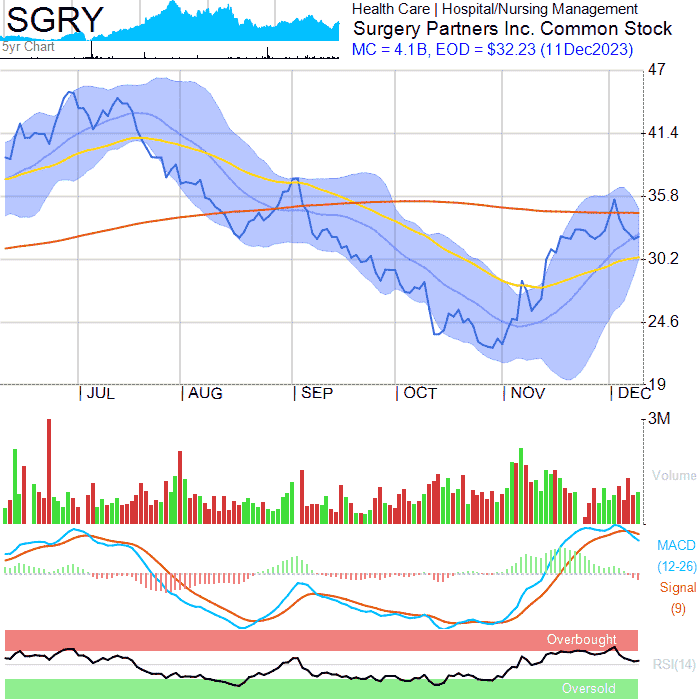 SGRY
5yr Chart
Health Care | Hospital/Nursing Management
Surgery Partners Inc. Common Stock
MC = 4.1B, EOD = $32.23 (11Dec2023)
47
41.4
35.8
30.2
24.6
19
JUL
AUG
SEP
OCT
NOV
DEC
3M
Volume
MACD
(12-26)
Signal
(9)
Overbought
RSI(14)
Oversold